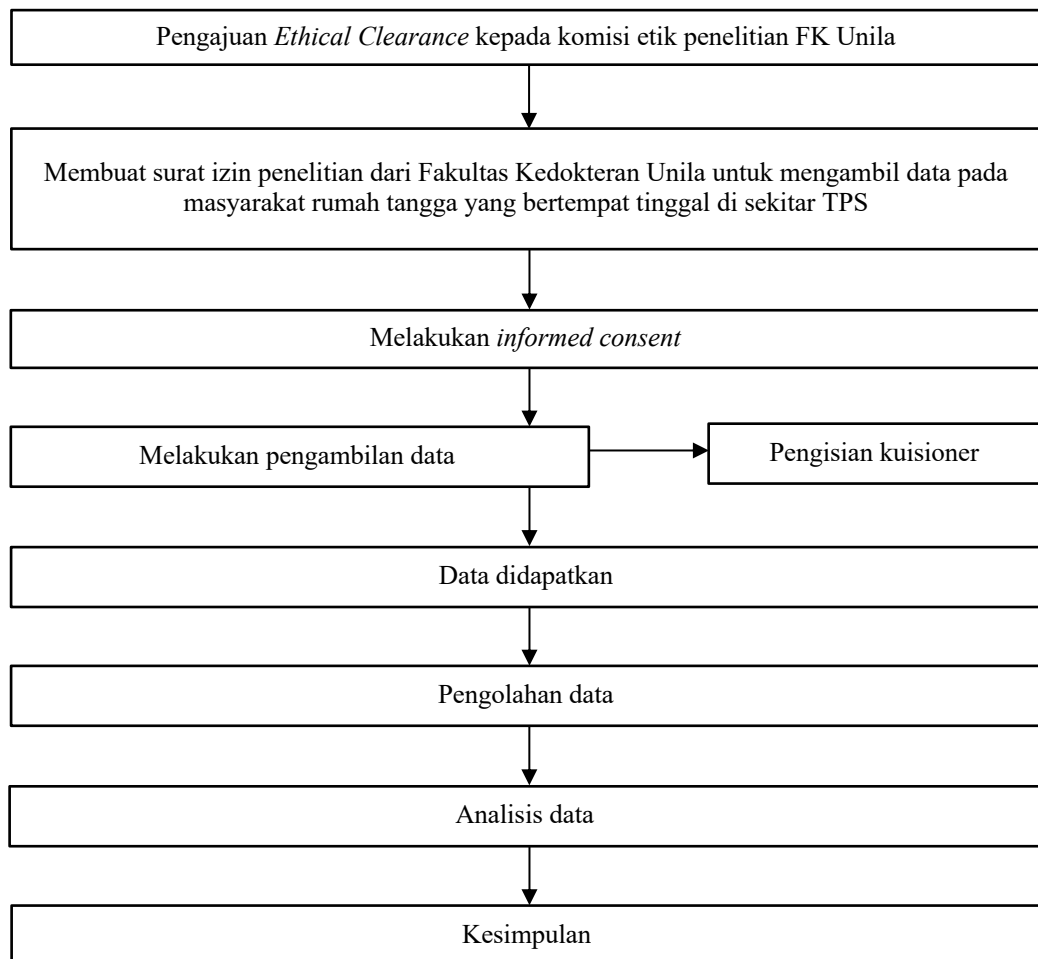 Pengajuan Ethical Clearance kepada komisi etik penelitian FK Unila
Membuat surat izin penelitian dari Fakultas Kedokteran Unila untuk mengambil data pada
masyarakat rumah tangga yang bertempat tinggal di sekitar TPS
Melakukan informed consent
Melakukan pengambilan data
Pengisian kuisioner
Data didapatkan
Pengolahan data
Analisis data
Kesimpulan